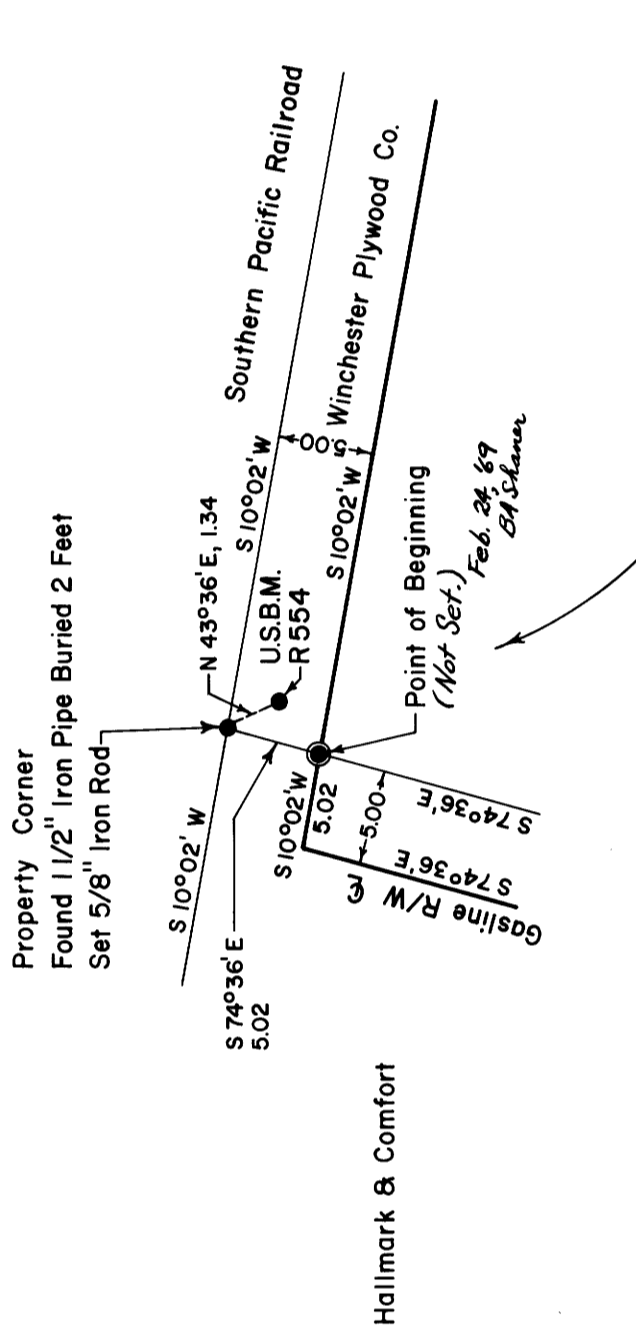 Property Corner
Found 1 1/2" Iron Pipe Buried 2 Feet
Set 5/8" Iron Rod
S 10°02' W
N 43°36' E, 1.34
S 10°02' W
Southern Pacific Railroad
U.S.B.M.
R 554
5.00
Winchester Plywood Co.
S 10°02' W
S 74°36' E
5.02
S 10°02' W
5.02
Point of Beginning
(Not Set.) Feb. 24, '69
BA Shaner
5.00
S 74°36' E
S 74°36' E
Gasline R/W ℄
Hallmark & Comfort